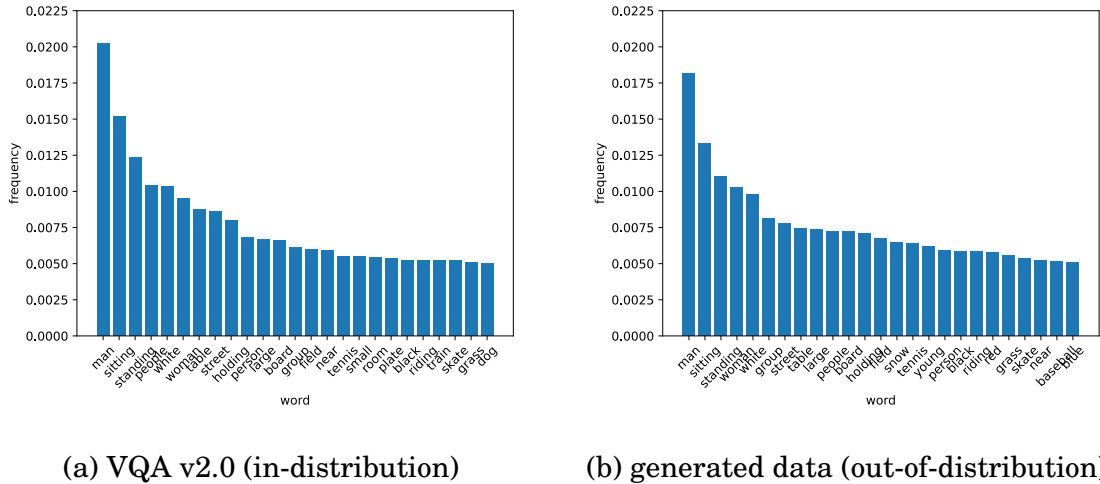 0.0225
0.0200
0.0175
0.0150
0.0125
0.0100
0.0075
0.0050
0.0025
0.0000
frequency
man
sitting
standing
people
white
woman
table
street
holding
person
large
board
group
field
near
tennis
small
room
plate
black
riding
train
skate
grass
dog
word
(a) VQA v2.0 (in-distribution)
0.0225
0.0200
0.0175
0.0150
0.0125
0.0100
0.0075
0.0050
0.0025
0.0000
frequency
man
sitting
standing
woman
white
group
street
table
large
people
board
holding
field
snow
tennis
young
person
black
riding
red
grass
skate
near
baseball
blue
word
(b) generated data (out-of-distribution)